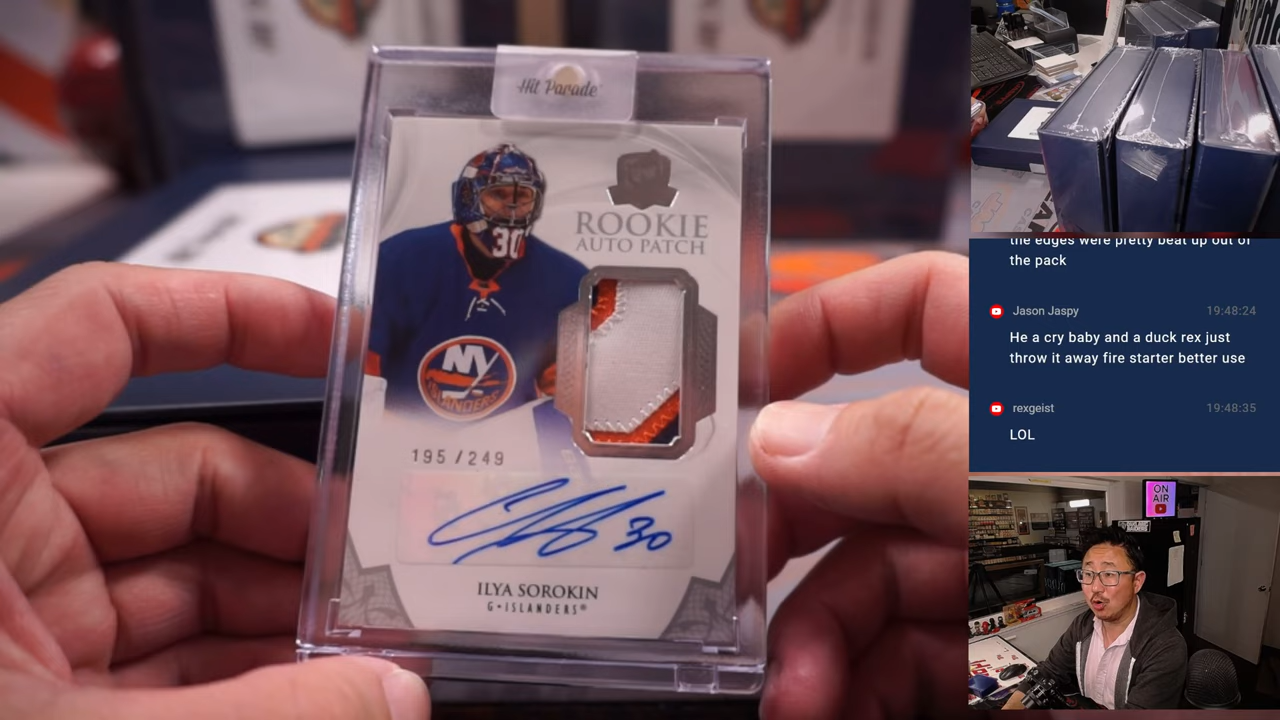 Hit Parade
ROOKIE
AUTO PATCH
30
NY
ISLANDERS
195/249
30
ILYA SOROKIN
G•ISLANDERS®
the edges were pretty beat up out of
the pack
Jason Jaspy 19:48:24
He a cry baby and a duck rex just
throw it away fire starter better use
rexgeist 19:48:35
LOL
ON
AIR